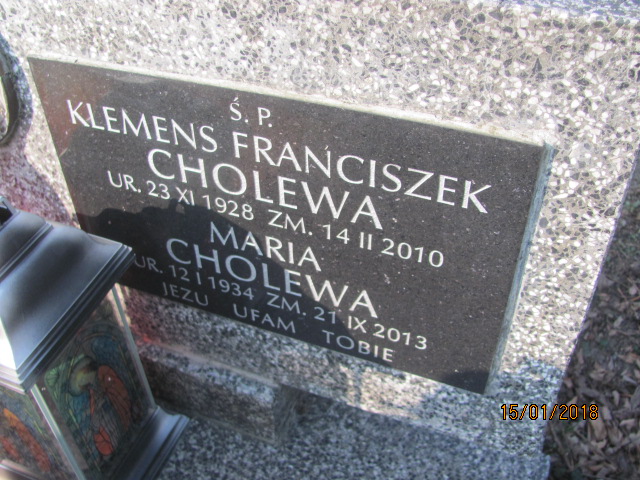 Ś. P.
KLEMENS FRANCISZEK
CHOLEWA
UR. 23 XI 1928 ZM. 14 II 2010
MARIA
CHOLEWA
UR. 12 I 1934 ZM. 21 IX 2013
JEZU UFAM TOBIE
15/01/2018